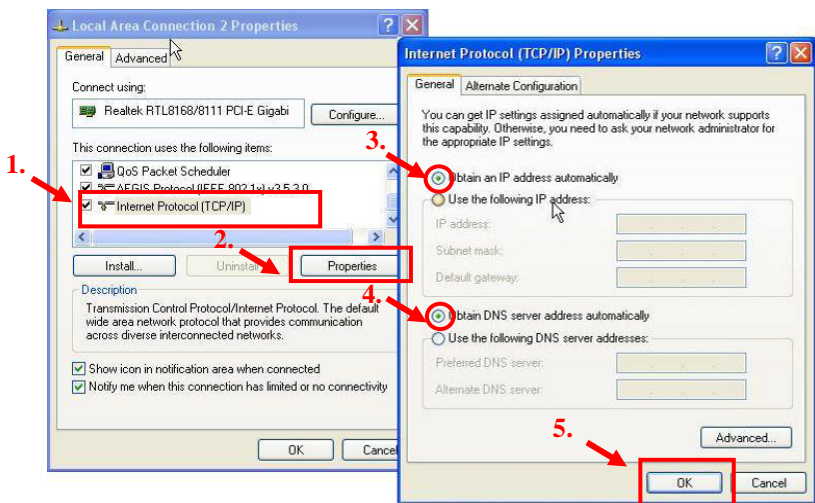 Local Area Connection 2 Properties
General Advanced
Connect using:
Realtek RTL8168/8111 PCI-E Gigabi
Configure...
This connection uses the following items:
1.
QoS Packet Scheduler
AEGIS Protocol (IEEE 802.1x) v3.5.3.0
Internet Protocol (TCP/IP)
2.
Install...
Uninstall
Properties
Description
Transmission Control Protocol/Internet Protocol. The default
wide area network protocol that provides communication
across diverse interconnected networks.
Show icon in notification area when connected
Notify me when this connection has limited or no connectivity
OK
Cance
Internet Protocol (TCP/IP) Properties
General Alternate Configuration
You can get IP settings assigned automatically if your network supports
this capability. Otherwise, you need to ask your network administrator for
the appropriate IP settings.
3.
Obtain an IP address automatically
Use the following IP address:
IP address:
Subnet mask:
Default gateway:
4.
Obtain DNS server address automatically
Use the following DNS server addresses:
Preferred DNS server:
Alternate DNS server:
Advanced...
5.
OK
Cancel